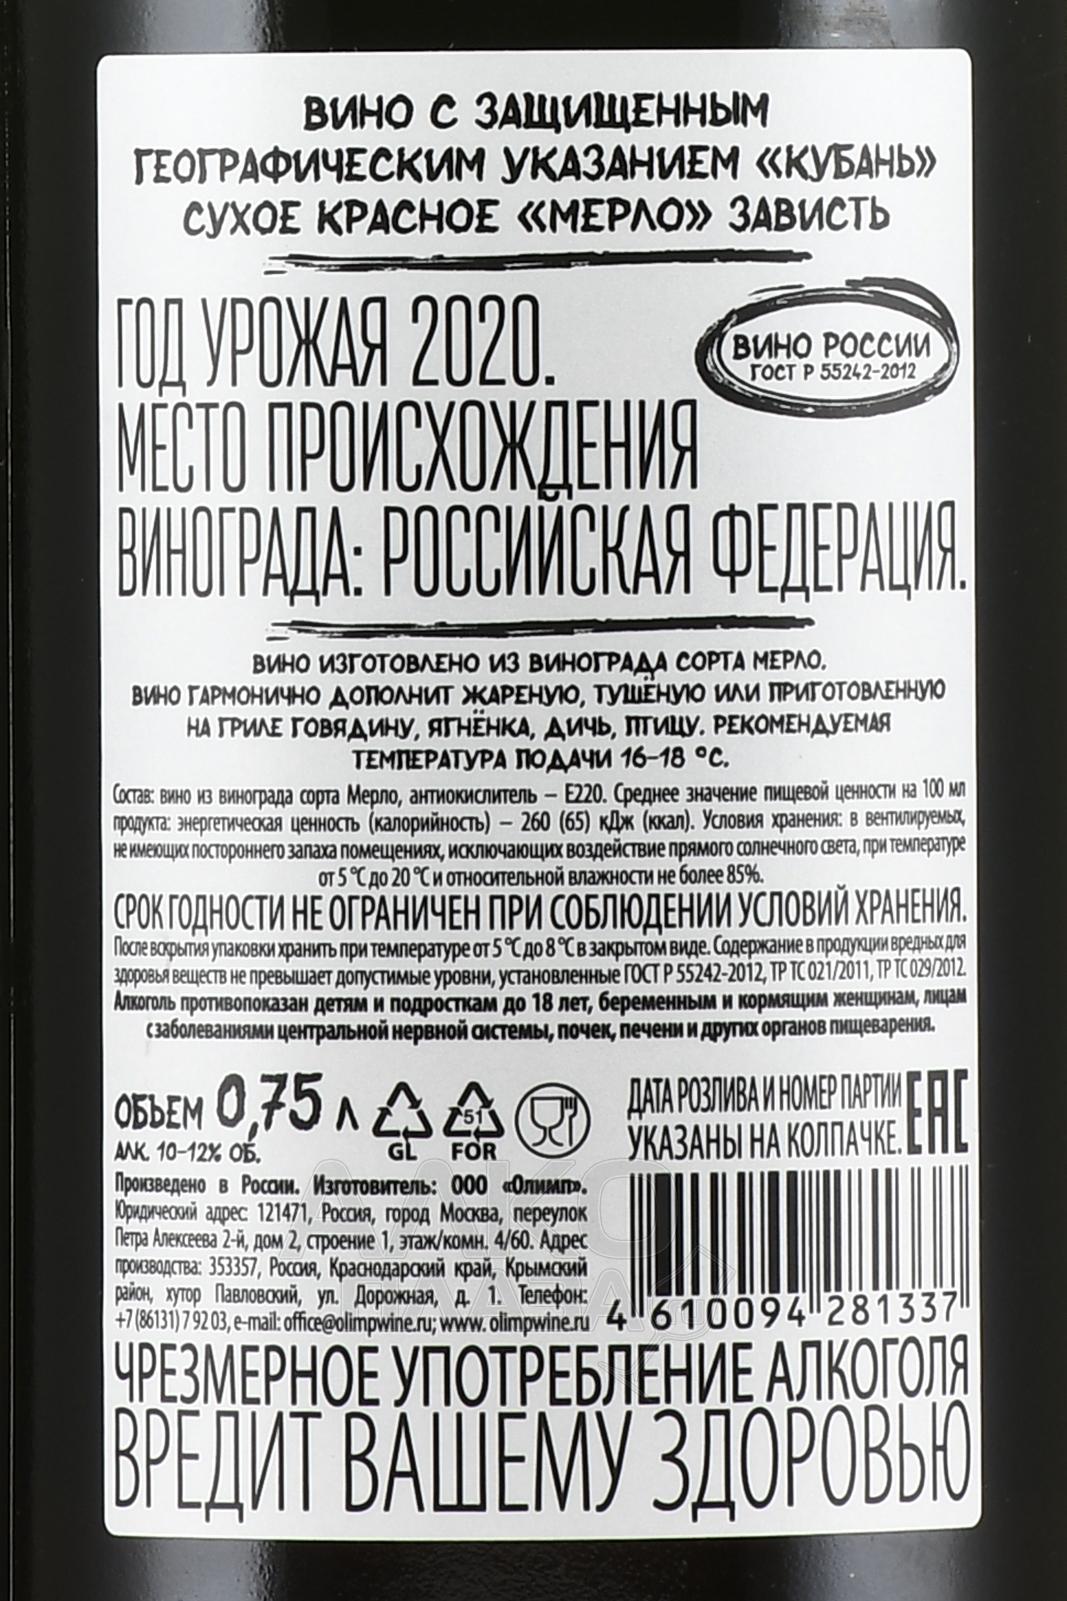 ВИНО С ЗАЩИЩЕННЫМ
ГЕОГРАФИЧЕСКИМ УКАЗАНИЕМ «КУБАНЬ»
СУХОЕ КРАСНОЕ «МЕРЛО» ЗАВИСТЬ
ГОД УРОЖАЯ 2020.
ВИНО РОССИИ
ГОСТ Р 55242-2012
МЕСТО ПРОИСХОЖДЕНИЯ
ВИНОГРАДА: РОССИЙСКАЯ ФЕДЕРАЦИЯ.
ВИНО ИЗГОТОВЛЕНО ИЗ ВИНОГРАДА СОРТА МЕРЛО.
ВИНО ГАРМОНИЧНО ДОПОЛНИТ ЖАРЕНУЮ, ТУШЁНУЮ ИЛИ ПРИГОТОВЛЕННУЮ
НА ГРИЛЕ ГОВЯДИНУ, ЯГНЁНКА, ДИЧЬ, ПТИЦУ. РЕКОМЕНДУЕМАЯ
ТЕМПЕРАТУРА ПОДАЧИ 16-18 °С.
Состав: вино из винограда сорта Мерло, антиокислитель – Е220. Среднее значение пищевой ценности на 100 мл
продукта: энергетическая ценность (калорийность) – 260 (65) кДж (ккал). Условия хранения: в вентилируемых,
не имеющих постороннего запаха помещениях, исключающих воздействие прямого солнечного света, при температуре
от 5 °С до 20 °С и относительной влажности не более 85%.
СРОК ГОДНОСТИ НЕ ОГРАНИЧЕН ПРИ СОБЛЮДЕНИИ УСЛОВИЙ ХРАНЕНИЯ.
После вскрытия упаковки хранить при температуре от 5 °С до 8 °С в закрытом виде. Содержание в продукции вредных для
здоровья веществ не превышает допустимые уровни, установленные ГОСТ Р 55242-2012, ТР ТС 021/2011, ТР ТС 029/2012.
Алкоголь противопоказан детям и подросткам до 18 лет, беременным и кормящим женщинам, лицам
с заболеваниями центральной нервной системы, почек, печени и других органов пищеварения.
ОБЪЕМ 0,75 Л
АЛК. 10-12% ОБ.
GL
51
FOR
ДАТА РОЗЛИВА И НОМЕР ПАРТИИ
УКАЗАНЫ НА КОЛПАЧКЕ.
ЕАС
Произведено в России. Изготовитель: ООО «Олимп».
Юридический адрес: 121471, Россия, город Москва, переулок
Петра Алексеева 2-й, дом 2, строение 1, этаж/комн. 4/60. Адрес
производства: 353357, Россия, Краснодарский край, Крымский
район, хутор Павловский, ул. Дорожная, д. 1. Телефон:
+7 (86131) 7 92 03, e-mail: office@olimpwine.ru; www. olimpwine.ru
4 610094 281337
АЛКО
ПЛАЗА
ЧРЕЗМЕРНОЕ УПОТРЕБЛЕНИЕ АЛКОГОЛЯ
ВРЕДИТ ВАШЕМУ ЗДОРОВЬЮ